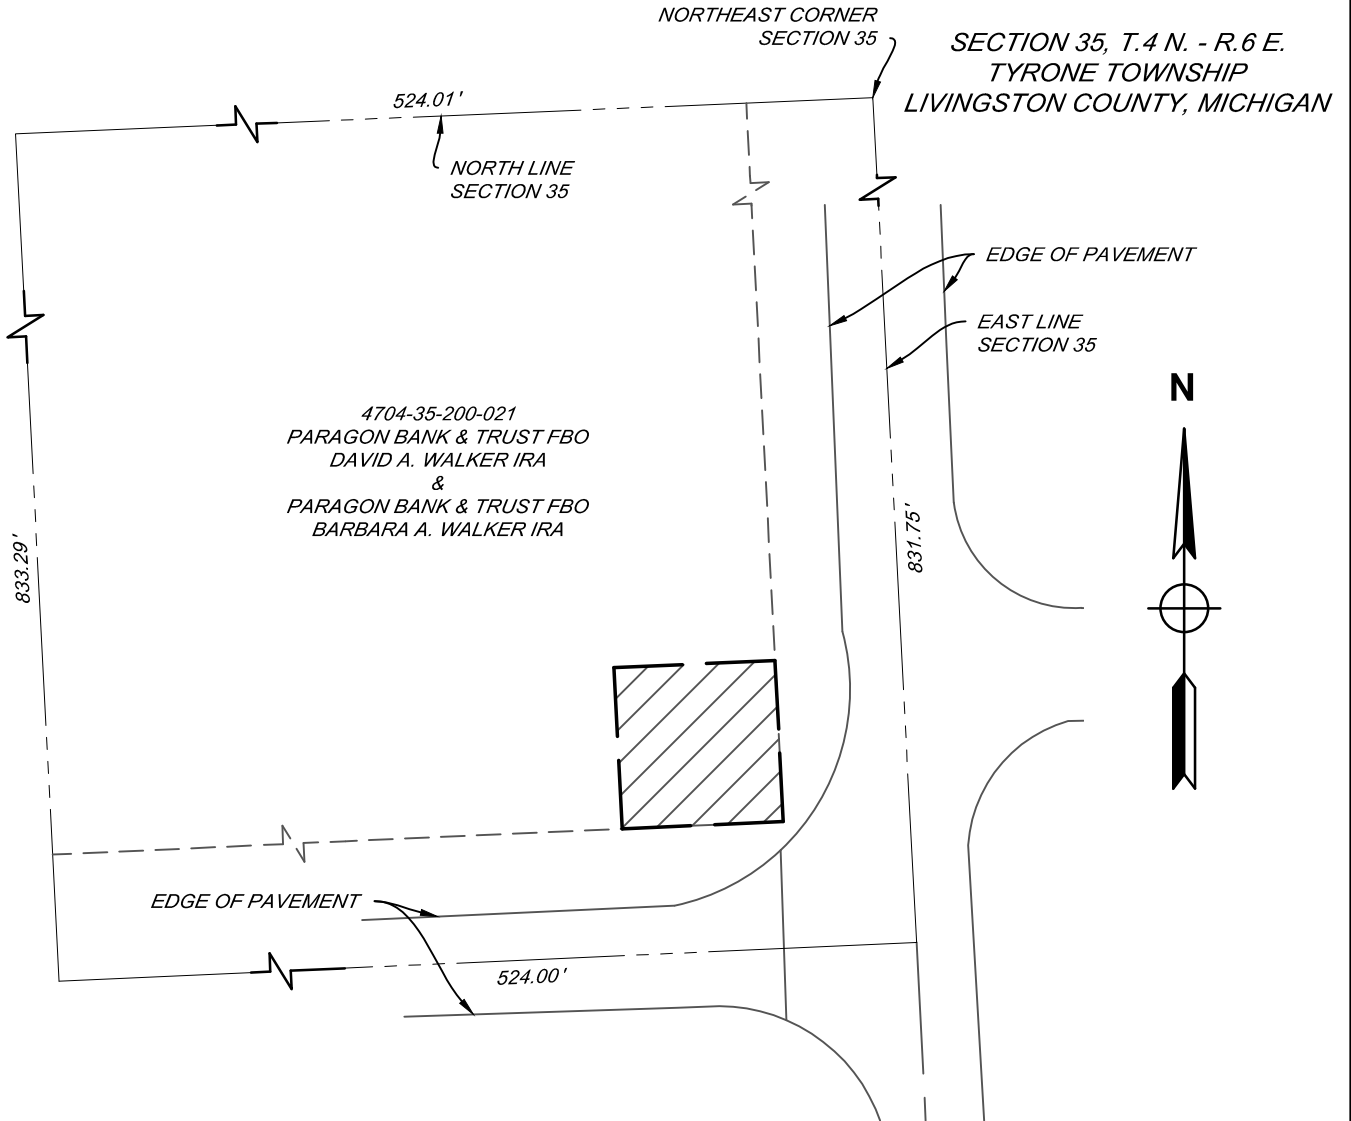 NORTHEAST CORNER
SECTION 35
SECTION 35, T.4 N. - R.6 E.
TYRONE TOWNSHIP
LIVINGSTON COUNTY, MICHIGAN
524.01'
NORTH LINE
SECTION 35
EDGE OF PAVEMENT
EAST LINE
SECTION 35
N
4704-35-200-021
PARAGON BANK & TRUST FBO
DAVID A. WALKER IRA
&
PARAGON BANK & TRUST FBO
BARBARA A. WALKER IRA
833.29'
831.75'
EDGE OF PAVEMENT
524.00'